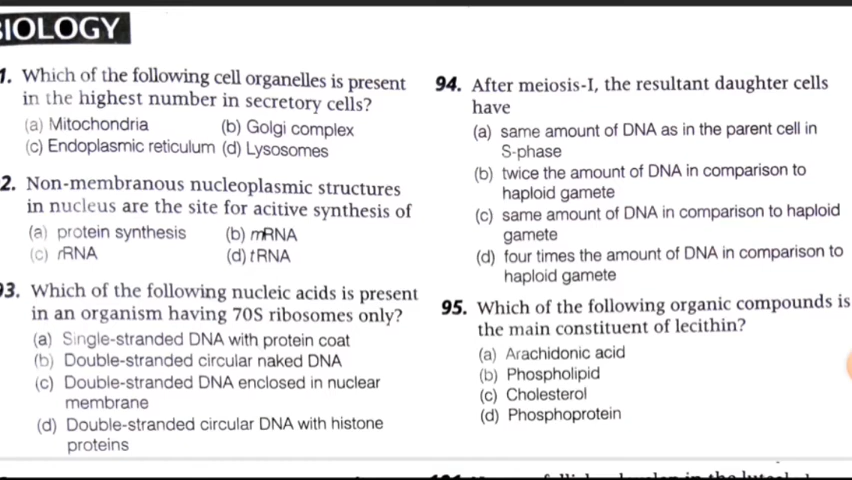 BIOLOGY
1. Which of the following cell organelles is present
in the highest number in secretory cells?
(a) Mitochondria (b) Golgi complex
(c) Endoplasmic reticulum (d) Lysosomes
2. Non-membranous nucleoplasmic structures
in nucleus are the site for acitive synthesis of
(a) protein synthesis (b) mRNA
(c) rRNA (d) tRNA
93. Which of the following nucleic acids is present
in an organism having 70S ribosomes only?
(a) Single-stranded DNA with protein coat
(b) Double-stranded circular naked DNA
(c) Double-stranded DNA enclosed in nuclear
membrane
(d) Double-stranded circular DNA with histone
proteins
94. After meiosis-I, the resultant daughter cells
have
(a) same amount of DNA as in the parent cell in
S-phase
(b) twice the amount of DNA in comparison to
haploid gamete
(c) same amount of DNA in comparison to haploid
gamete
(d) four times the amount of DNA in comparison to
haploid gamete
95. Which of the following organic compounds is
the main constituent of lecithin?
(a) Arachidonic acid
(b) Phospholipid
(c) Cholesterol
(d) Phosphoprotein